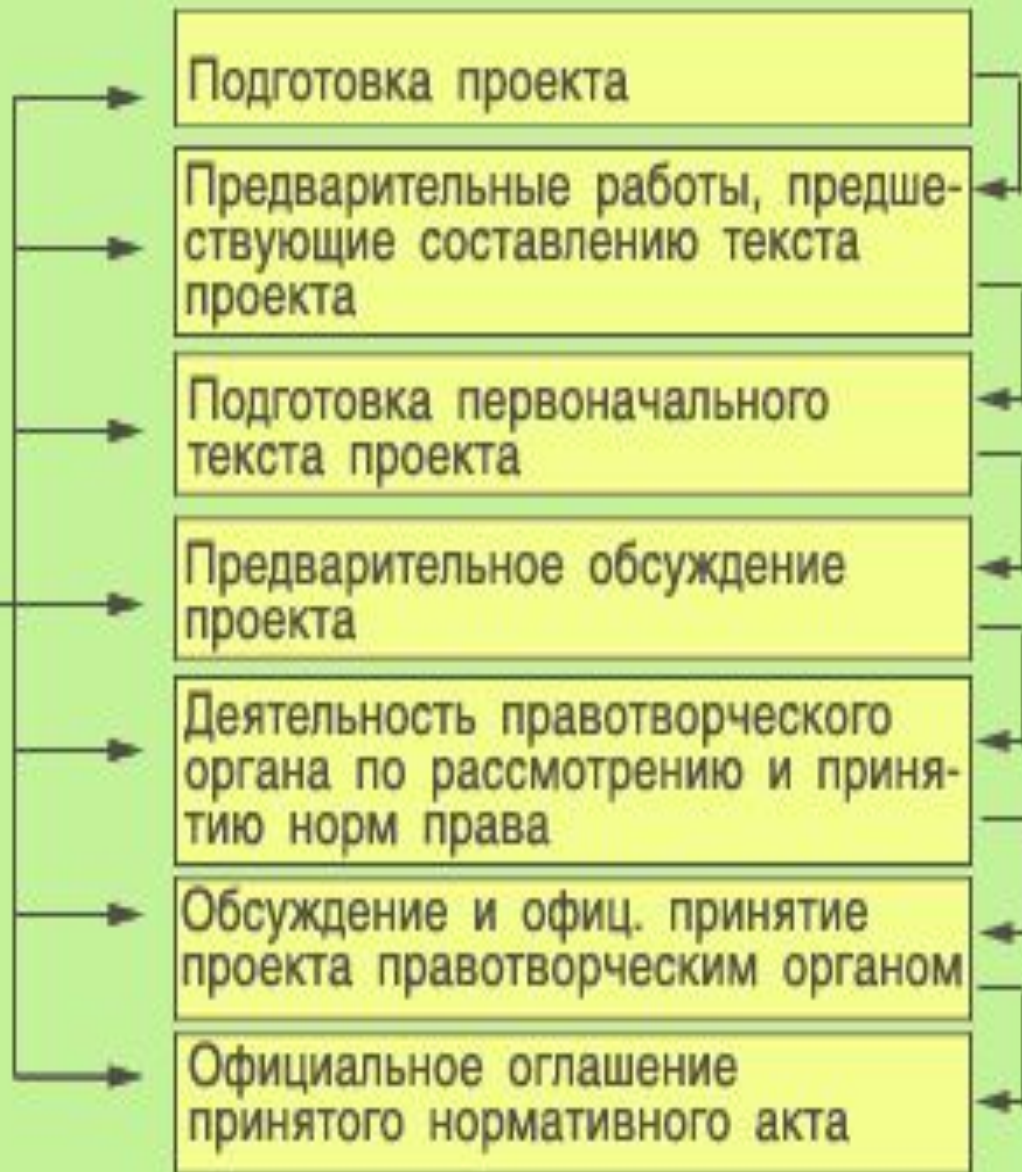 Подготовка проекта
Предварительные работы, предше-
ствующие составлению текста
проекта
Подготовка первоначального
текста проекта
Предварительное обсуждение
проекта
Деятельность правотворческого
органа по рассмотрению и приня-
тию норм права
Обсуждение и офиц. принятие
проекта правотворческим органом
Официальное оглашение
принятого нормативного акта